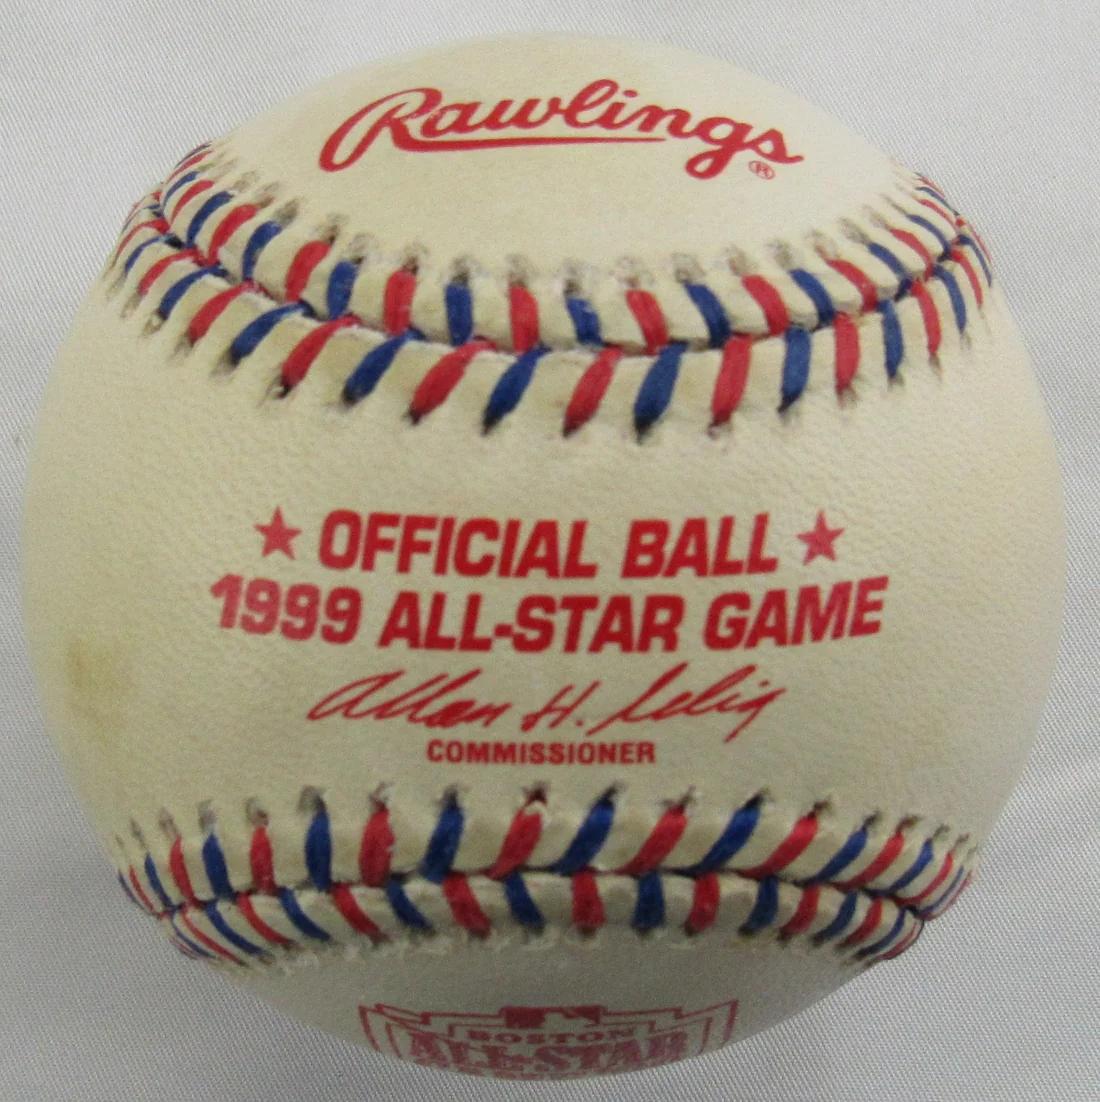 Rawlings®
★ OFFICIAL BALL ★
1999 ALL-STAR GAME
Allan H. Selig
COMMISSIONER
BOSTON
ALL-STAR